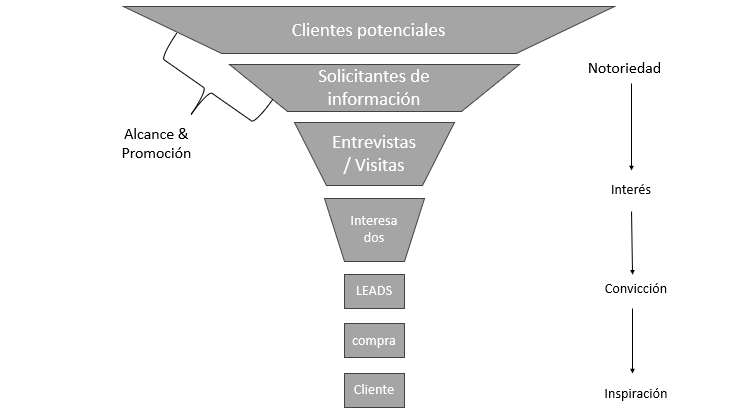 Clientes potenciales
Solicitantes de
información
Notoriedad
Alcance &
Promoción
Entrevistas
/ Visitas
Interés
Interesa
dos
LEADS
Convicción
compra
Cliente
Inspiración